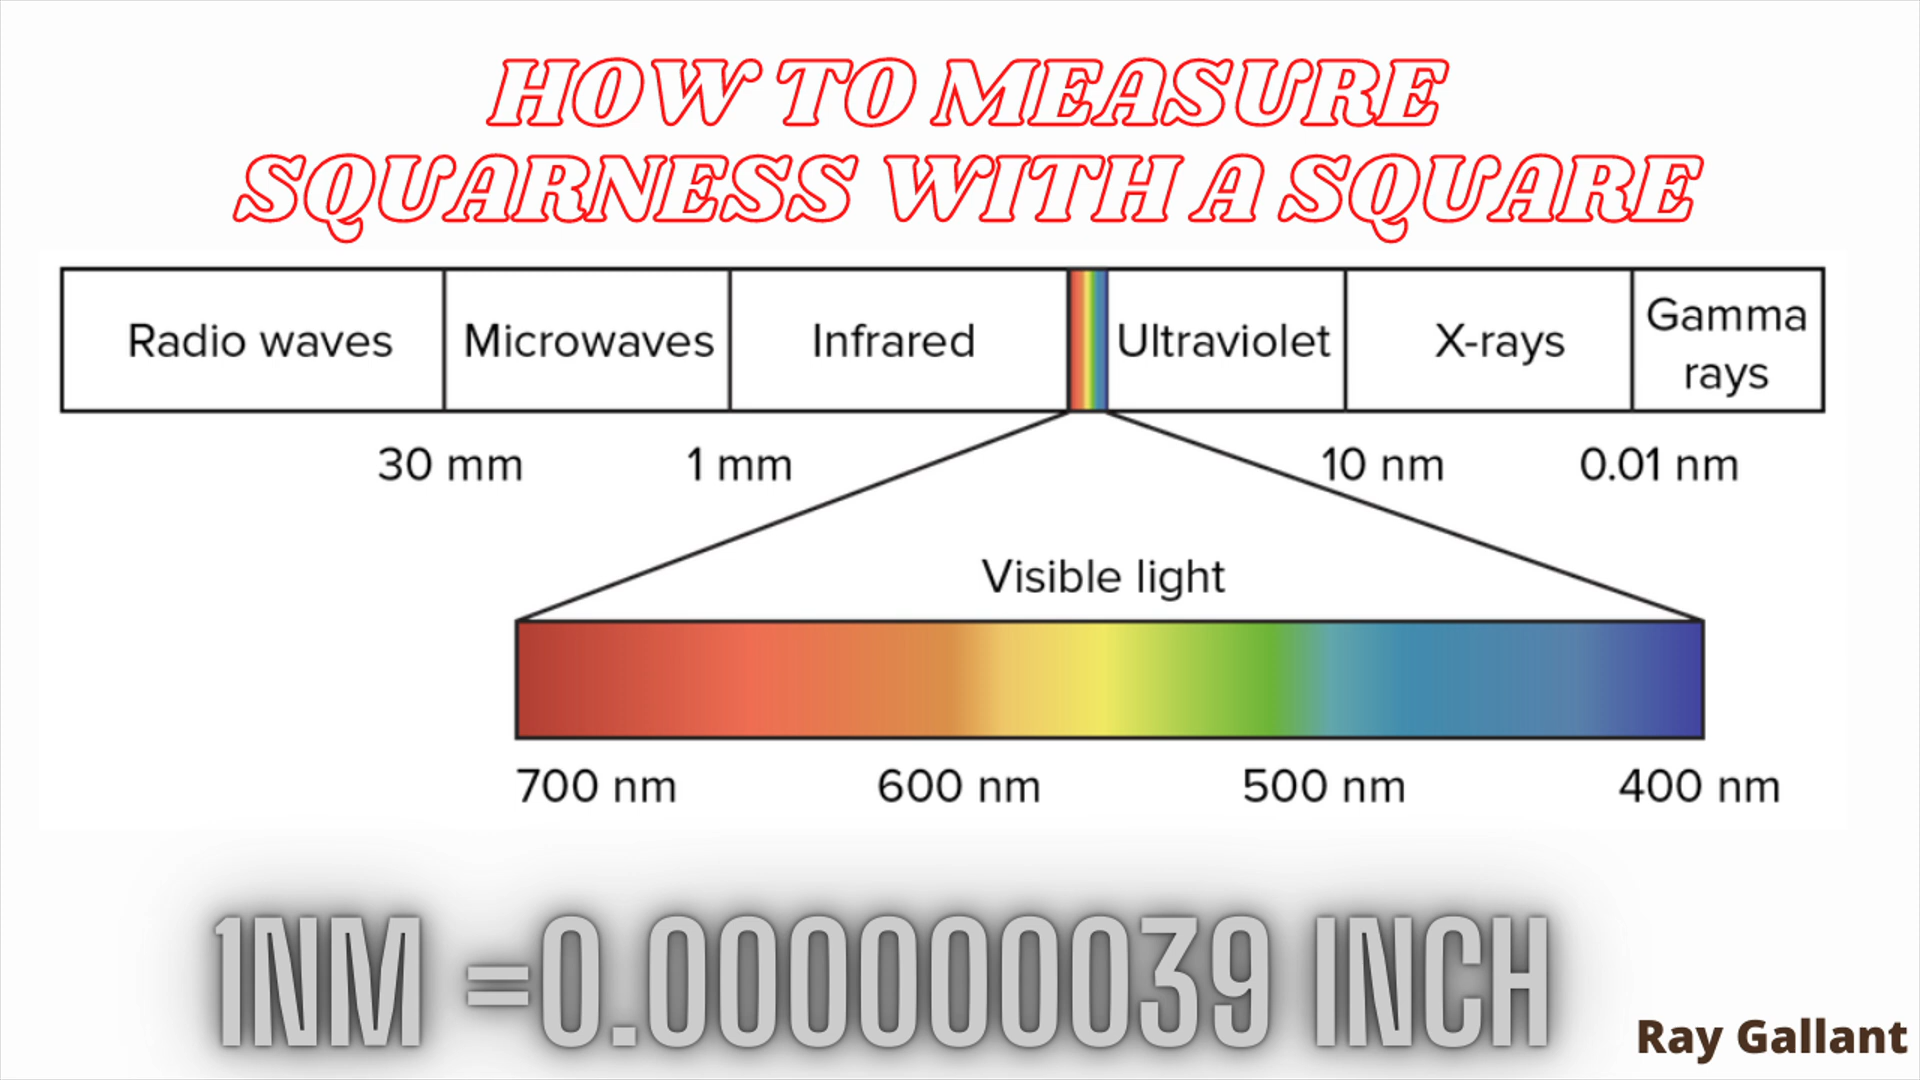 HOW TO MEASURE
SQUARNESS WITH A SQUARE
Radio waves Microwaves Infrared Ultraviolet X-rays Gamma rays
30 mm 1 mm 10 nm 0.01 nm
Visible light
700 nm 600 nm 500 nm 400 nm
1NM =0.000000039 INCH
Ray Gallant